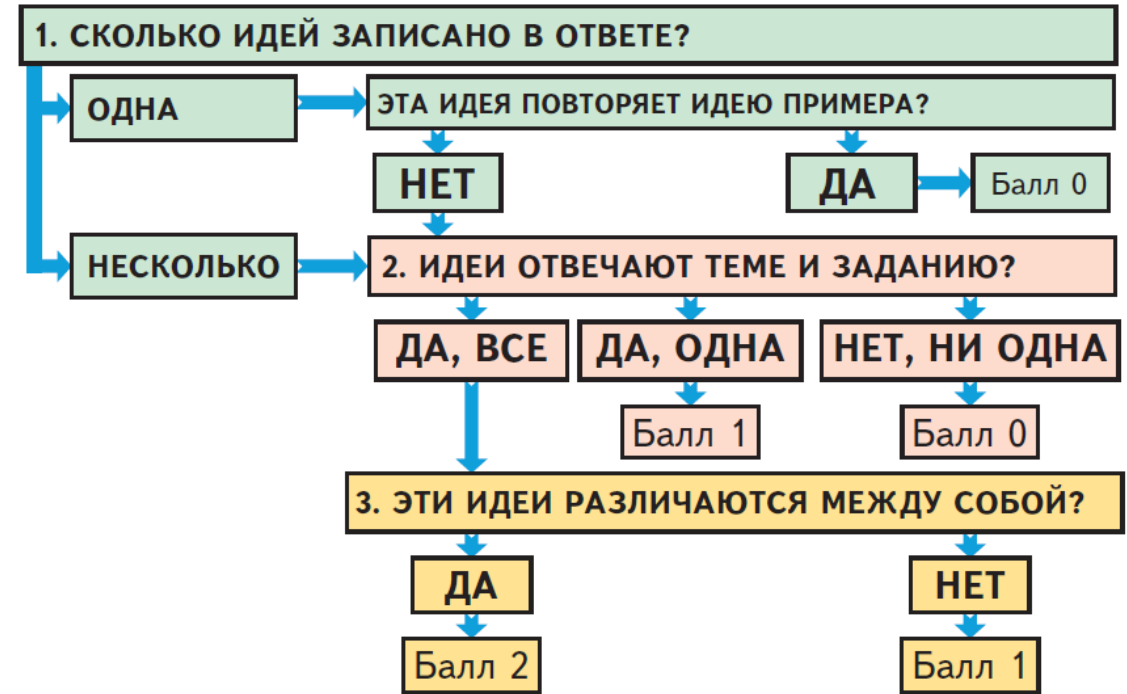 1. СКОЛЬКО ИДЕЙ ЗАПИСАНО В ОТВЕТЕ?
ОДНА
ЭТА ИДЕЯ ПОВТОРЯЕТ ИДЕЮ ПРИМЕРА?
НЕТ
ДА
Балл 0
НЕСКОЛЬКО
2. ИДЕИ ОТВЕЧАЮТ ТЕМЕ И ЗАДАНИЮ?
ДА, ВСЕ
ДА, ОДНА
НЕТ, НИ ОДНА
Балл 1
Балл 0
3. ЭТИ ИДЕИ РАЗЛИЧАЮТСЯ МЕЖДУ СОБОЙ?
ДА
НЕТ
Балл 2
Балл 1